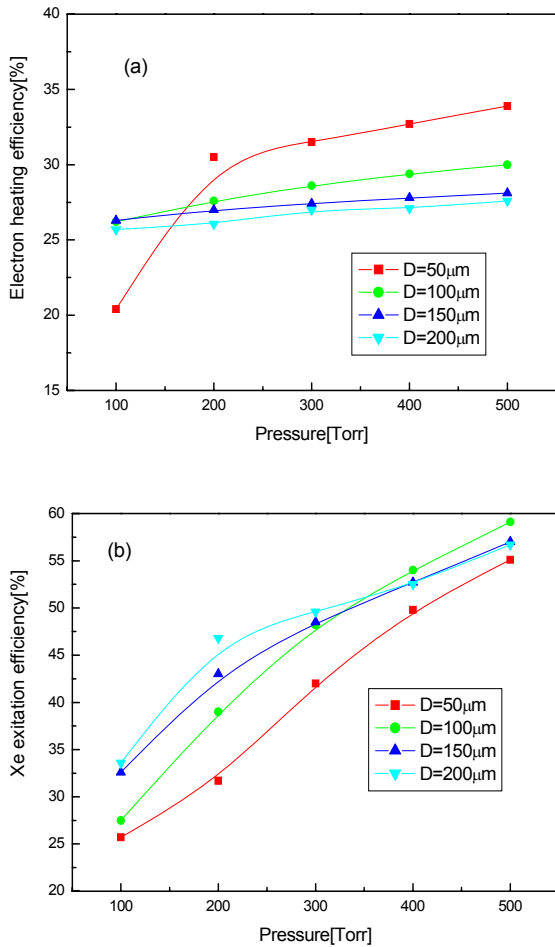 40
(a)
35
30
25
20
15
Electron heating efficiency[%]
D=50μm
D=100μm
D=150μm
D=200μm
100 200 300 400 500
Pressure[Torr]
60
(b)
55
50
45
40
35
30
25
20
Xe exitation efficiency[%]
D=50μm
D=100μm
D=150μm
D=200μm
100 200 300 400 500
Pressure[Torr]